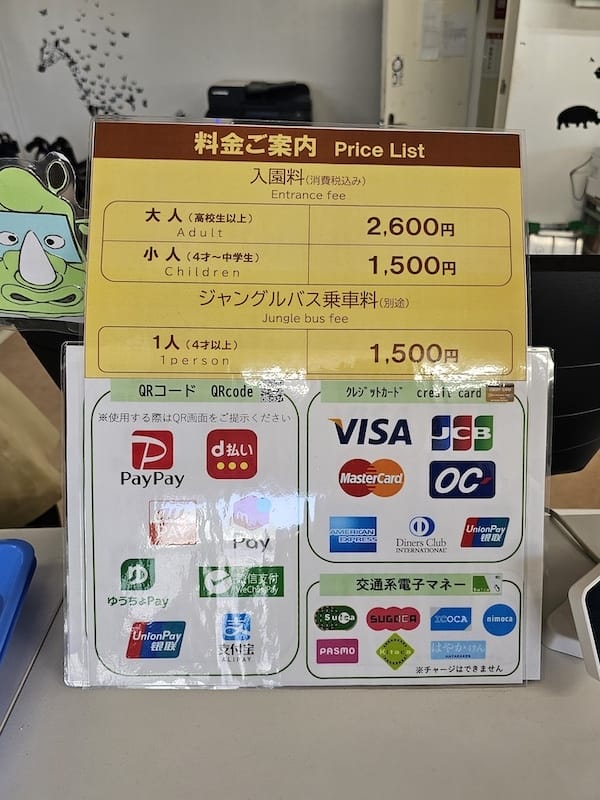 料金ご案内 Price List
入園料(消費税込み)
Entrance fee
大人(高校生以上)
Adult
2,600円
小人(4才～中学生)
Children
1,500円
ジャングルバス乗車料(別途)
Jungle bus fee
1人(4才以上)
1person
1,500円
QRコード QRcode
※使用する際はQR画面をご提示ください
PayPay
d払い
Pay
ゆうちょPay
微信支付
WeChat Pay
UnionPay
银联
支付宝
ALIPAY
クレジットカード credit card
VISA
JCB
MasterCard
OC
AMERICAN
EXPRESS
Diners Club
INTERNATIONAL
UnionPay
银联
交通系電子マネー
Suica
SUGOCA
ICOCA
nimoca
PASMO
Kitaca
はやかけん
※チャージはできません